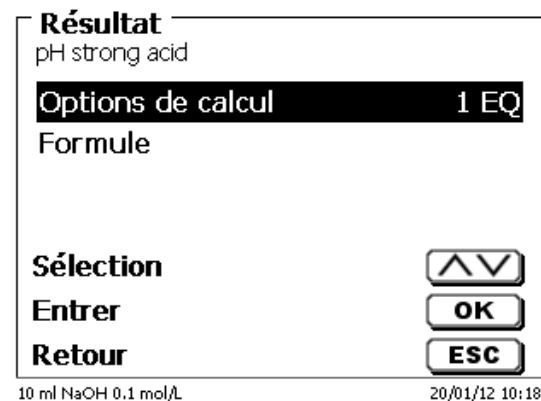 Résultat
pH strong acid
Options de calcul 1 EQ
Formule
Sélection
Entrer OK
Retour ESC
10 ml NaOH 0.1 mol/L 20/01/12 10:18